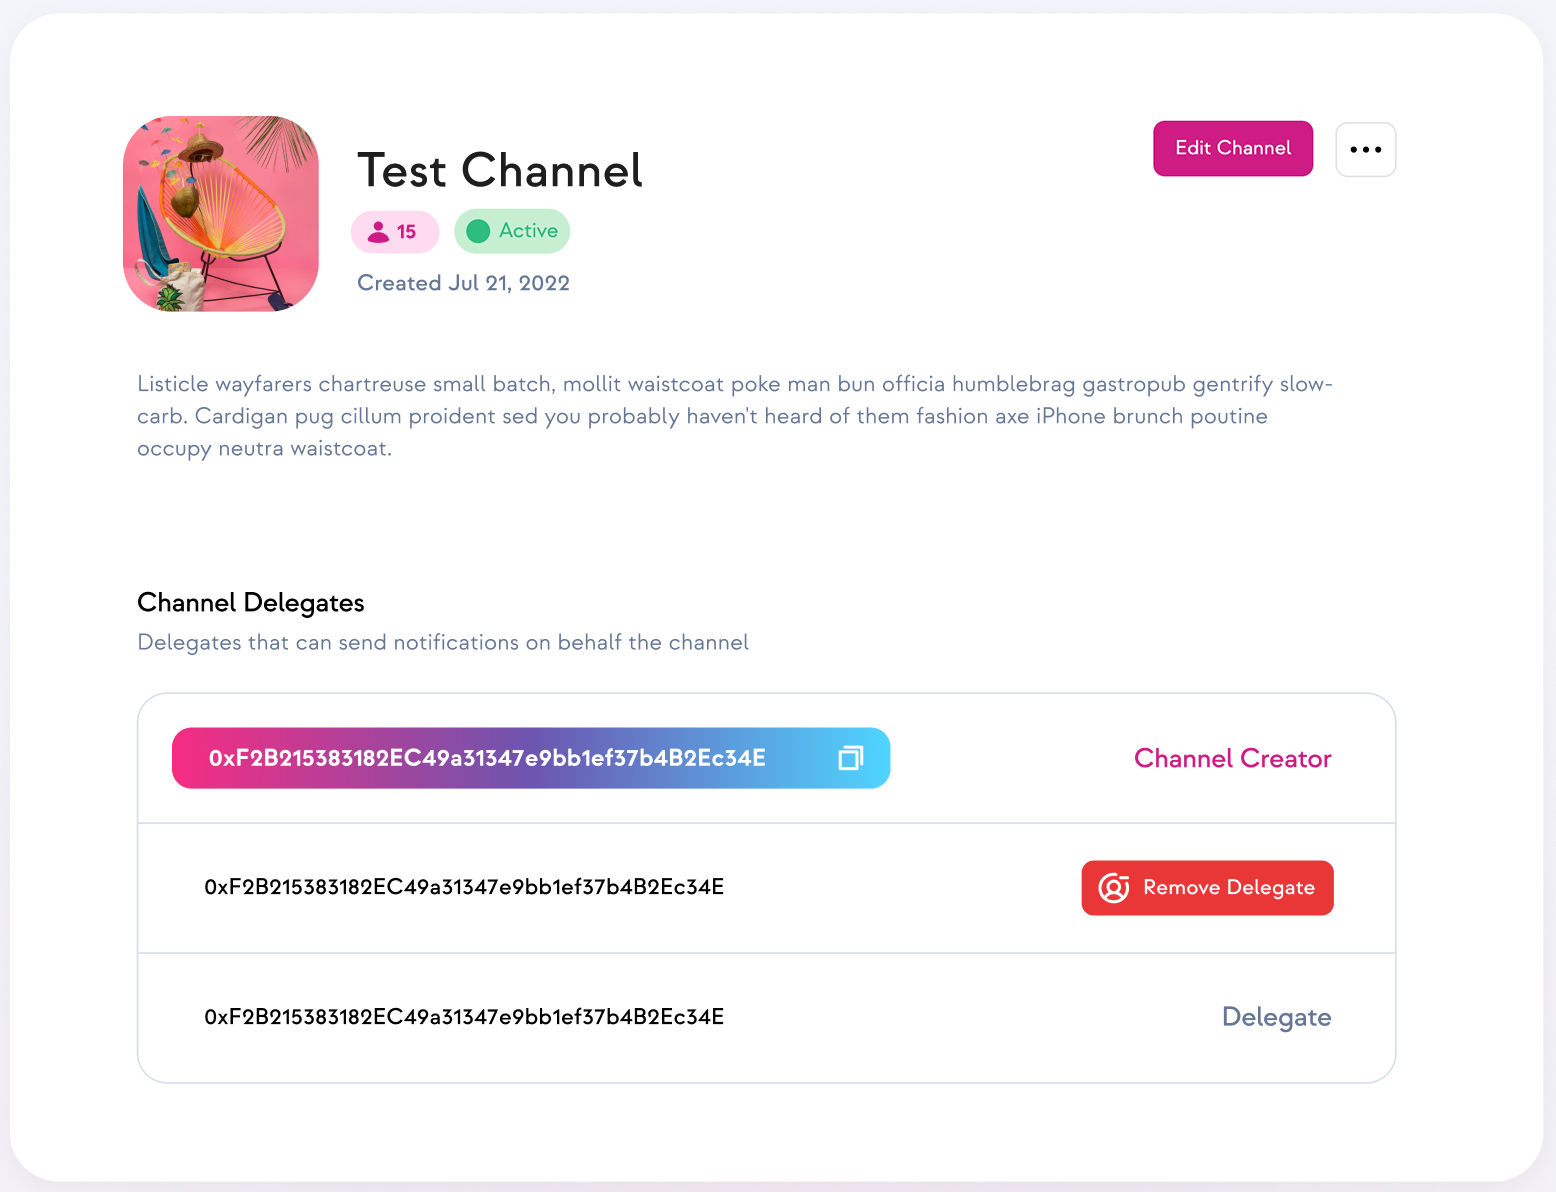 Test Channel
Edit Channel
15
Active
Created Jul 21, 2022
Listicle wayfarers chartreuse small batch, mollit waistcoat poke man bun officia humblebrag gastropub gentrify slow-
carb. Cardigan pug cillum proident sed you probably haven't heard of them fashion axe iPhone brunch poutine
occupy neutra waistcoat.
Channel Delegates
Delegates that can send notifications on behalf the channel
0xF2B215383182EC49a31347e9bb1ef37b4B2Ec34E
Channel Creator
0xF2B215383182EC49a31347e9bb1ef37b4B2Ec34E
Remove Delegate
0xF2B215383182EC49a31347e9bb1ef37b4B2Ec34E
Delegate